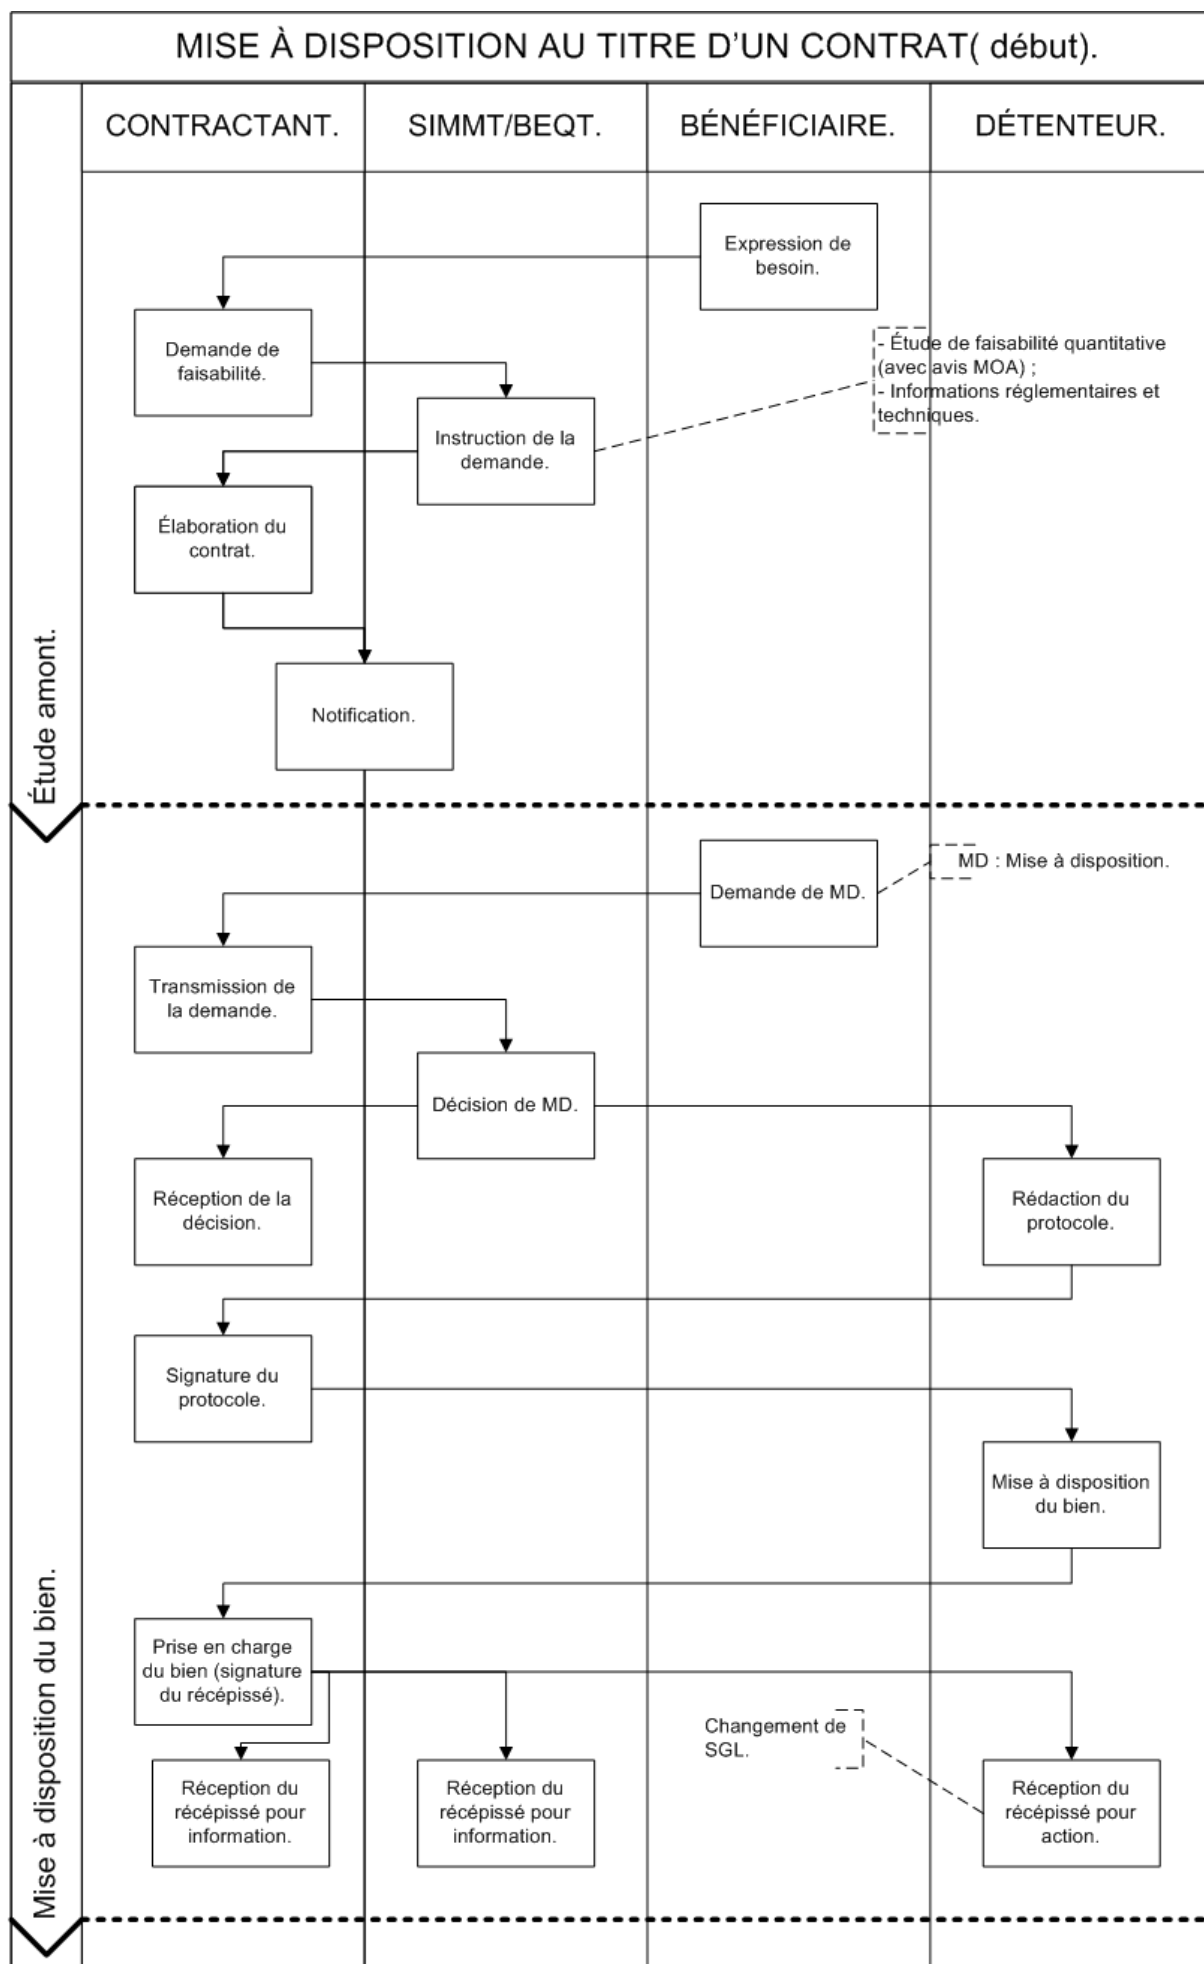 MISE À DISPOSITION AU TITRE D’UN CONTRAT( début).
CONTRACTANT.
SIMMT/BEQT.
BÉNÉFICIAIRE.
DÉTENTEUR.
Étude amont.
Expression de
besoin.
Demande de
faisabilité.
- Étude de faisabilité quantitative
(avec avis MOA) ;
- Informations réglementaires et
techniques.
Instruction de la
demande.
Élaboration du
contrat.
Notification.
Mise à disposition du bien.
Demande de MD.
MD : Mise à disposition.
Transmission de
la demande.
Décision de MD.
Réception de la
décision.
Rédaction du
protocole.
Signature du
protocole.
Mise à disposition
du bien.
Prise en charge
du bien (signature
du récépissé).
Changement de
SGL.
Réception du
récépissé pour
information.
Réception du
récépissé pour
information.
Réception du
récépissé pour
action.